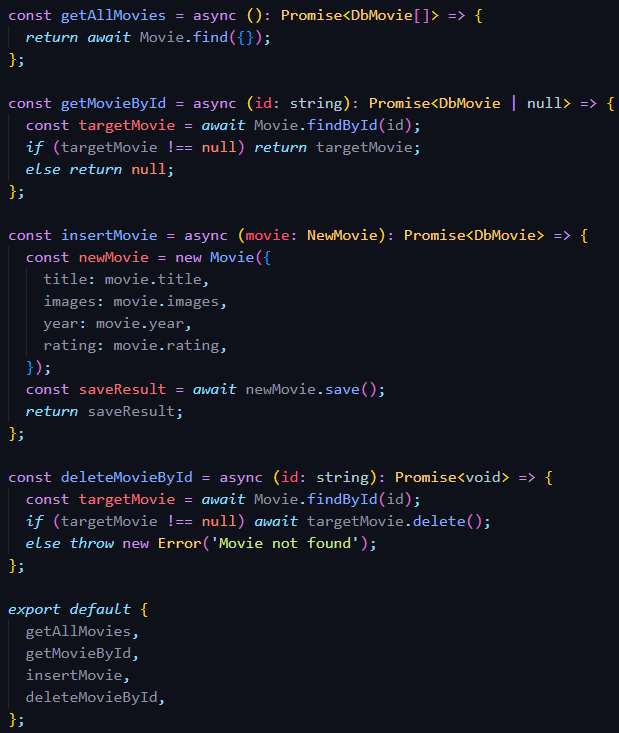 const getAllMovies = async (): Promise<DbMovie[]> => {
  return await Movie.find({});
};

const getMovieById = async (id: string): Promise<DbMovie | null> => {
  const targetMovie = await Movie.findById(id);
  if (targetMovie !== null) return targetMovie;
  else return null;
};

const insertMovie = async (movie: NewMovie): Promise<DbMovie> => {
  const newMovie = new Movie({
    title: movie.title,
    images: movie.images,
    year: movie.year,
    rating: movie.rating,
  });
  const saveResult = await newMovie.save();
  return saveResult;
};

const deleteMovieById = async (id: string): Promise<void> => {
  const targetMovie = await Movie.findById(id);
  if (targetMovie !== null) await targetMovie.delete();
  else throw new Error('Movie not found');
};

export default {
  getAllMovies,
  getMovieById,
  insertMovie,
  deleteMovieById,
};